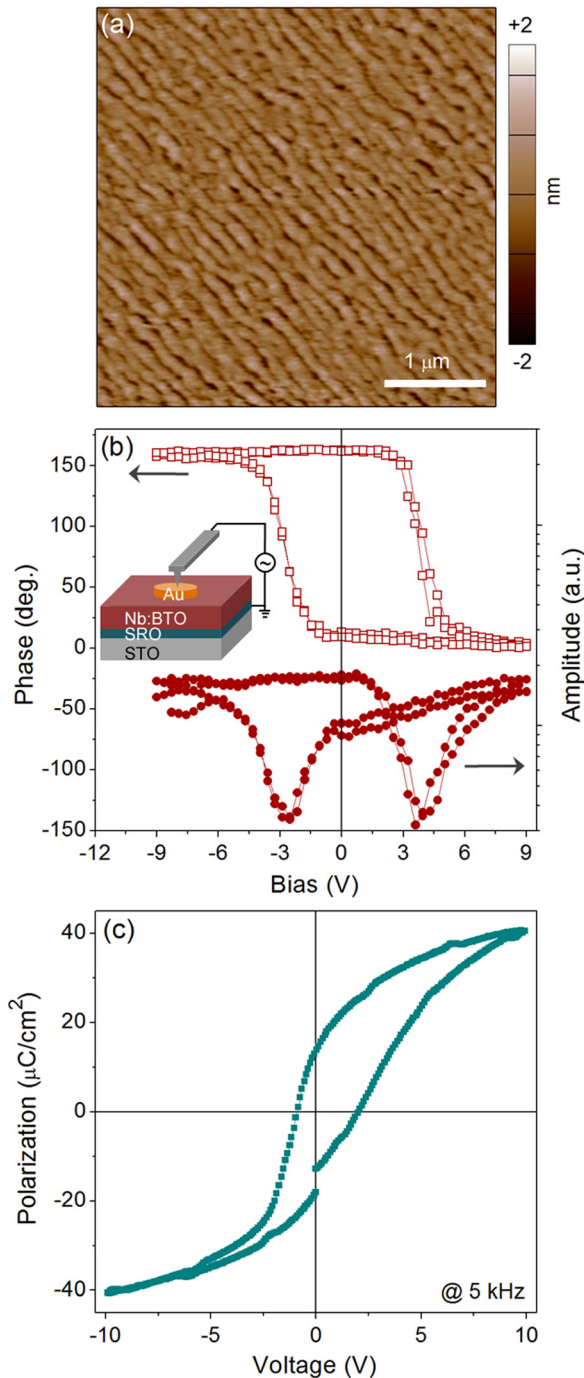 (a)
+2
nm
-2
1 μm
(b)
150
100
50
0
-50
-100
-150
Phase (deg.)
Amplitude (a.u.)
Au
Nb:BTO
SRO
STO
~
-12 -9 -6 -3 0 3 6 9
Bias (V)
(c)
40
20
0
-20
-40
Polarization (μC/cm²)
@ 5 kHz
-10 -5 0 5 10
Voltage (V)